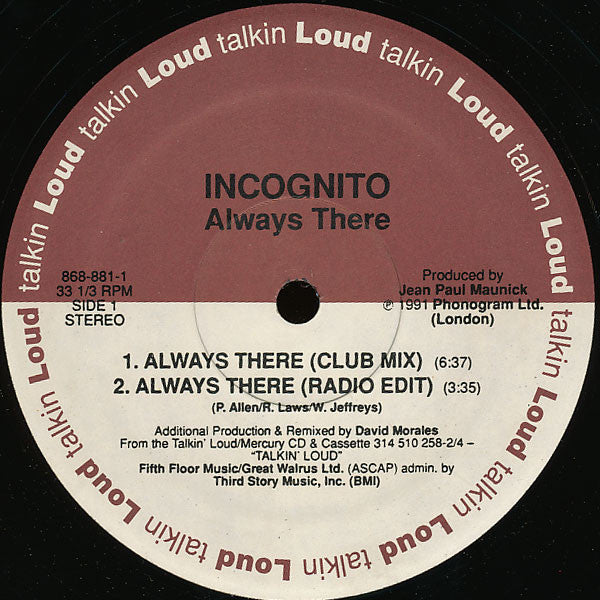 talkin Loud talkin Loud talkin Loud talkin Loud talkin Loud talkin Loud talkin Loud talkin Loud talkin Loud talkin Loud talkin Loud
INCOGNITO
Always There
868-881-1
33 1/3 RPM
SIDE 1
STEREO
Produced by
Jean Paul Maunick
℗ 1991 Phonogram Ltd.
(London)
1. ALWAYS THERE (CLUB MIX) (6:37)
2. ALWAYS THERE (RADIO EDIT) (3:35)
(P. Allen/R. Laws/W. Jeffreys)
Additional Production & Remixed by David Morales
From the Talkin' Loud/Mercury CD & Cassette 314 510 258-2/4 –
"TALKIN' LOUD"
Fifth Floor Music/Great Walrus Ltd. (ASCAP) admin. by
Third Story Music, Inc. (BMI)